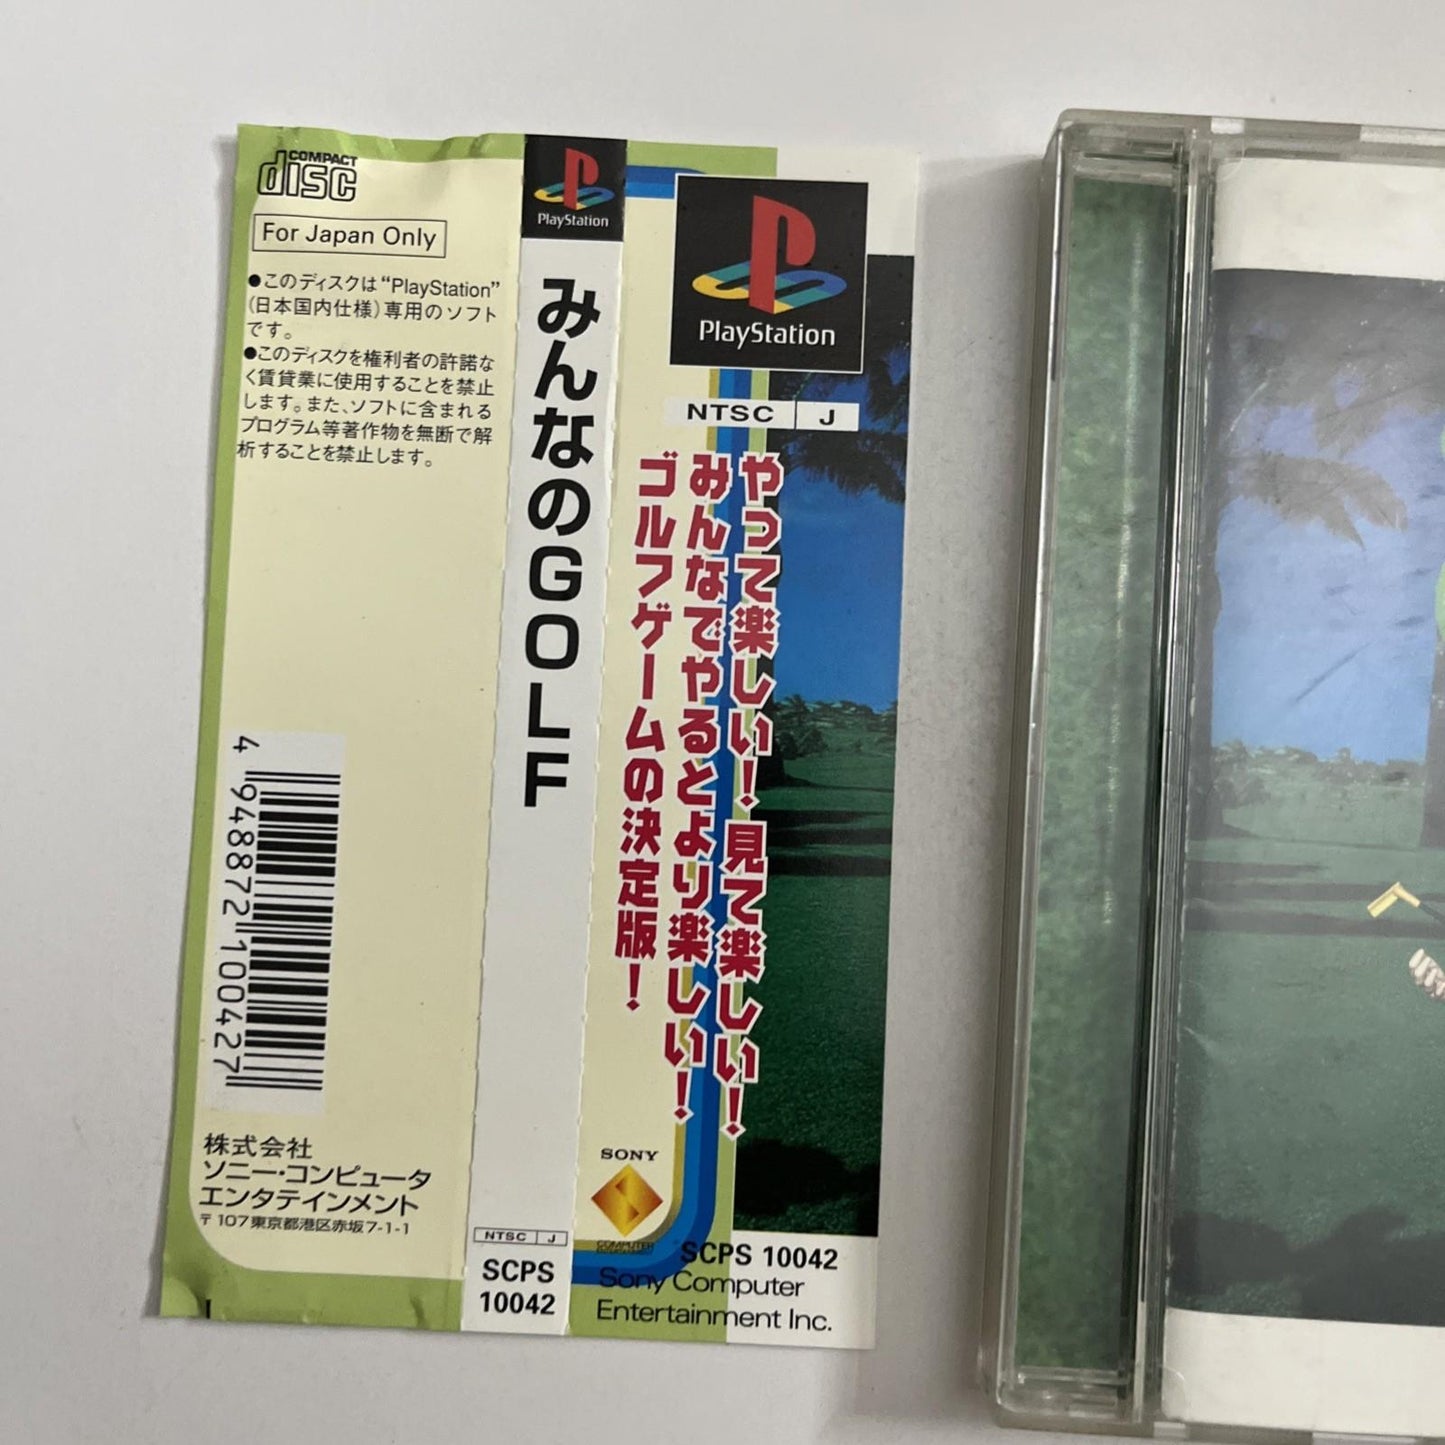 COMPACT
disc
For Japan Only
●このディスクは“PlayStation”
(日本国内仕様)専用のソフト
です。
●このディスクを権利者の許諾な
く賃貸業に使用することを禁止
します。また、ソフトに含まれる
プログラム等著作物を無断で解
析することを禁止します。
4 948872 100427
株式会社
ソニー・コンピュータ
エンタテインメント
〒107東京都港区赤坂7-1-1
PlayStation
みんなのGOLF
NTSC J
SCPS
10042
PlayStation
NTSC J
やって楽しい!見て楽しい!
みんなでやるとより楽しい!
ゴルフゲームの決定版!
SONY
COMPUTER
ENTERTAINMENT
SCPS 10042
Sony Computer
Entertainment Inc.